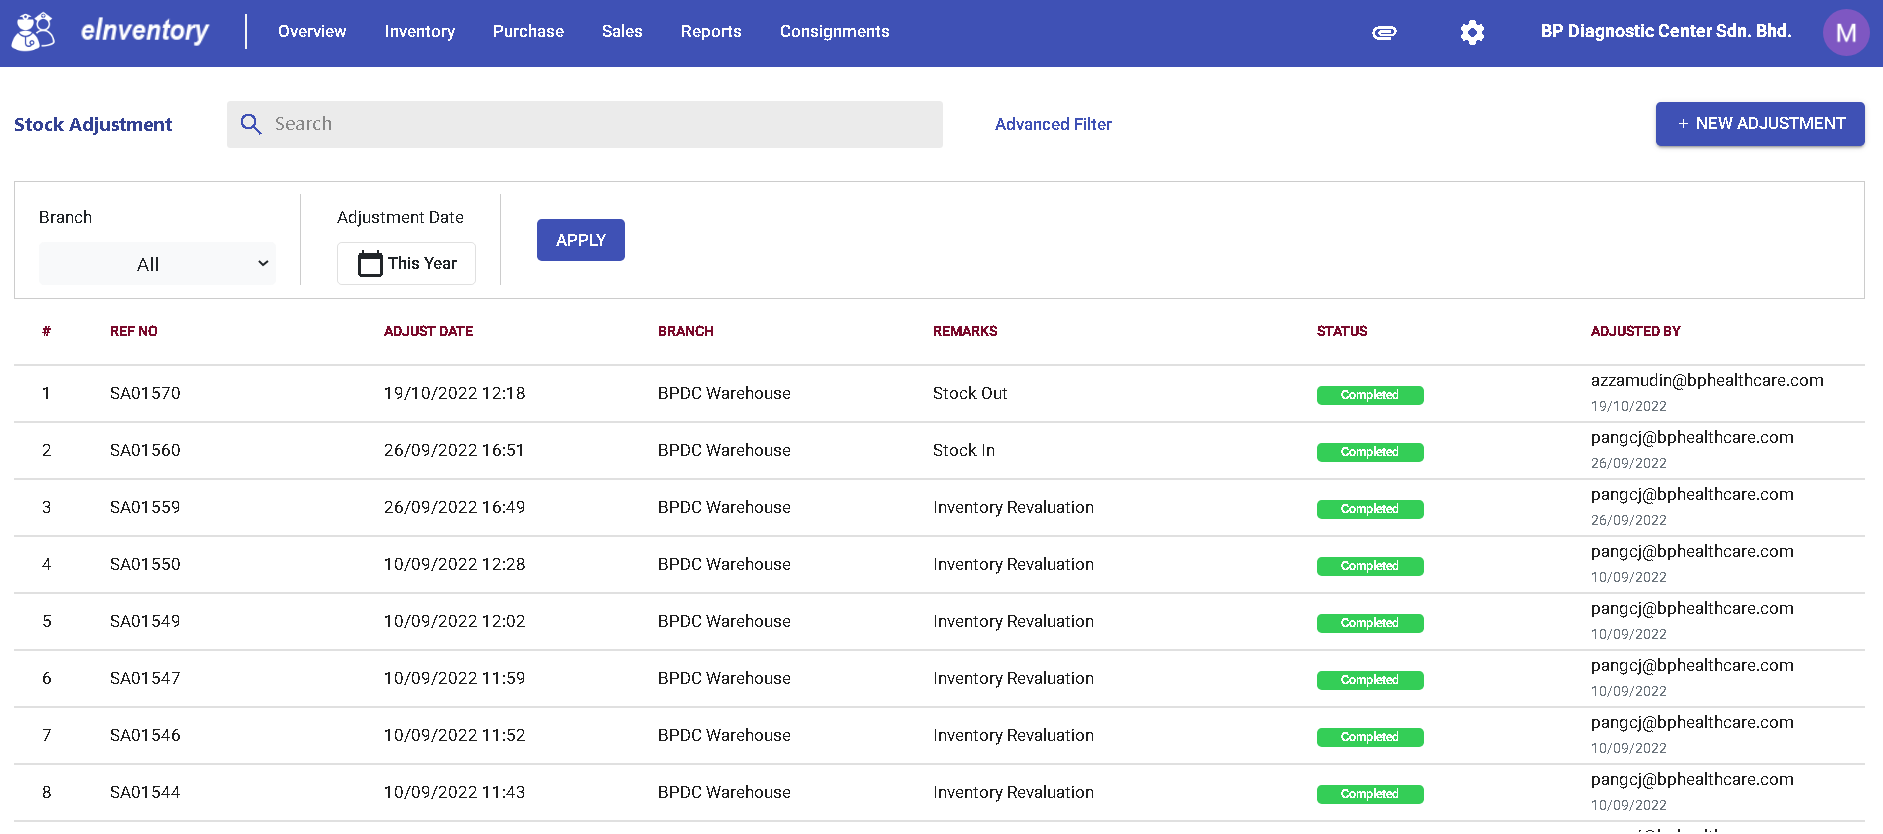 eInventory Overview Inventory Purchase Sales Reports Consignments BP Diagnostic Center Sdn. Bhd. M
Stock Adjustment Search Advanced Filter + NEW ADJUSTMENT
Branch Adjustment Date
All This Year APPLY
# REF NO ADJUST DATE BRANCH REMARKS STATUS ADJUSTED BY
1 SA01570 19/10/2022 12:18 BPDC Warehouse Stock Out Completed azzamudin@bphealthcare.com
19/10/2022
2 SA01560 26/09/2022 16:51 BPDC Warehouse Stock In Completed pangcj@bphealthcare.com
26/09/2022
3 SA01559 26/09/2022 16:49 BPDC Warehouse Inventory Revaluation Completed pangcj@bphealthcare.com
26/09/2022
4 SA01550 10/09/2022 12:28 BPDC Warehouse Inventory Revaluation Completed pangcj@bphealthcare.com
10/09/2022
5 SA01549 10/09/2022 12:02 BPDC Warehouse Inventory Revaluation Completed pangcj@bphealthcare.com
10/09/2022
6 SA01547 10/09/2022 11:59 BPDC Warehouse Inventory Revaluation Completed pangcj@bphealthcare.com
10/09/2022
7 SA01546 10/09/2022 11:52 BPDC Warehouse Inventory Revaluation Completed pangcj@bphealthcare.com
10/09/2022
8 SA01544 10/09/2022 11:43 BPDC Warehouse Inventory Revaluation Completed pangcj@bphealthcare.com
10/09/2022